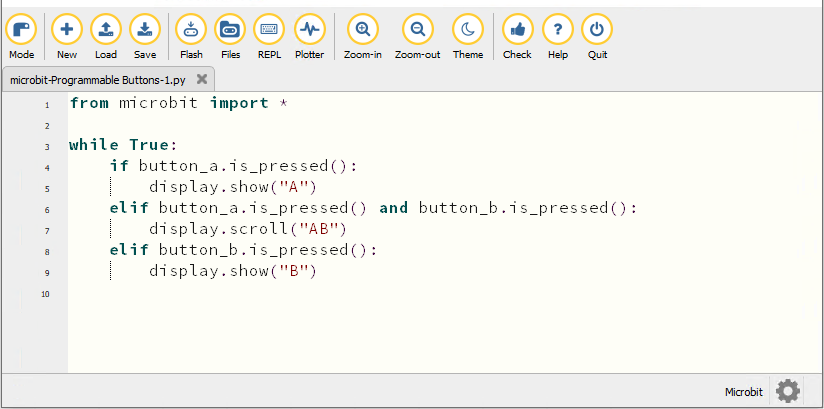 Mode New Load Save Flash Files REPL Plotter Zoom-in Zoom-out Theme Check Help Quit
microbit-Programmable Buttons-1.py
1 from microbit import *
2
3 while True:
4     if button_a.is_pressed():
5         display.show("A")
6     elif button_a.is_pressed() and button_b.is_pressed():
7         display.scroll("AB")
8     elif button_b.is_pressed():
9         display.show("B")
10
Microbit